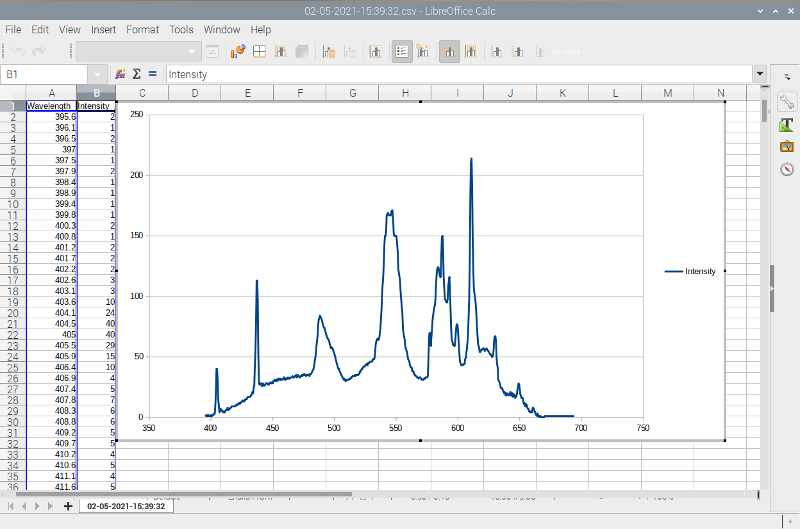 02-05-2021-15:39:32.csv - LibreOffice Calc
File Edit View Insert Format Tools Window Help
B1 Intensity
A B C D E F G H I J K L M N
1 Wavelength Intensity
2 395.6 2
3 396.1 1
4 396.5 2
5 397 1
6 397.5 1
7 397.9 2
8 398.4 1
9 398.9 1
10 399.4 1
11 399.8 1
12 400.3 2
13 400.8 1
14 401.2 2
15 401.7 2
16 402.2 2
17 402.6 3
18 403.1 3
19 403.6 10
20 404.1 24
21 404.5 40
22 405 40
23 405.5 29
24 405.9 15
25 406.4 10
26 406.9 4
27 407.4 5
28 407.8 7
29 408.3 6
30 408.8 6
31 409.2 5
32 409.7 5
33 410.2 4
34 410.6 5
35 411.1 4
36 411.6 5
250
200
150
100
50
0
350 400 450 500 550 600 650 700 750
Intensity
02-05-2021-15:39:32